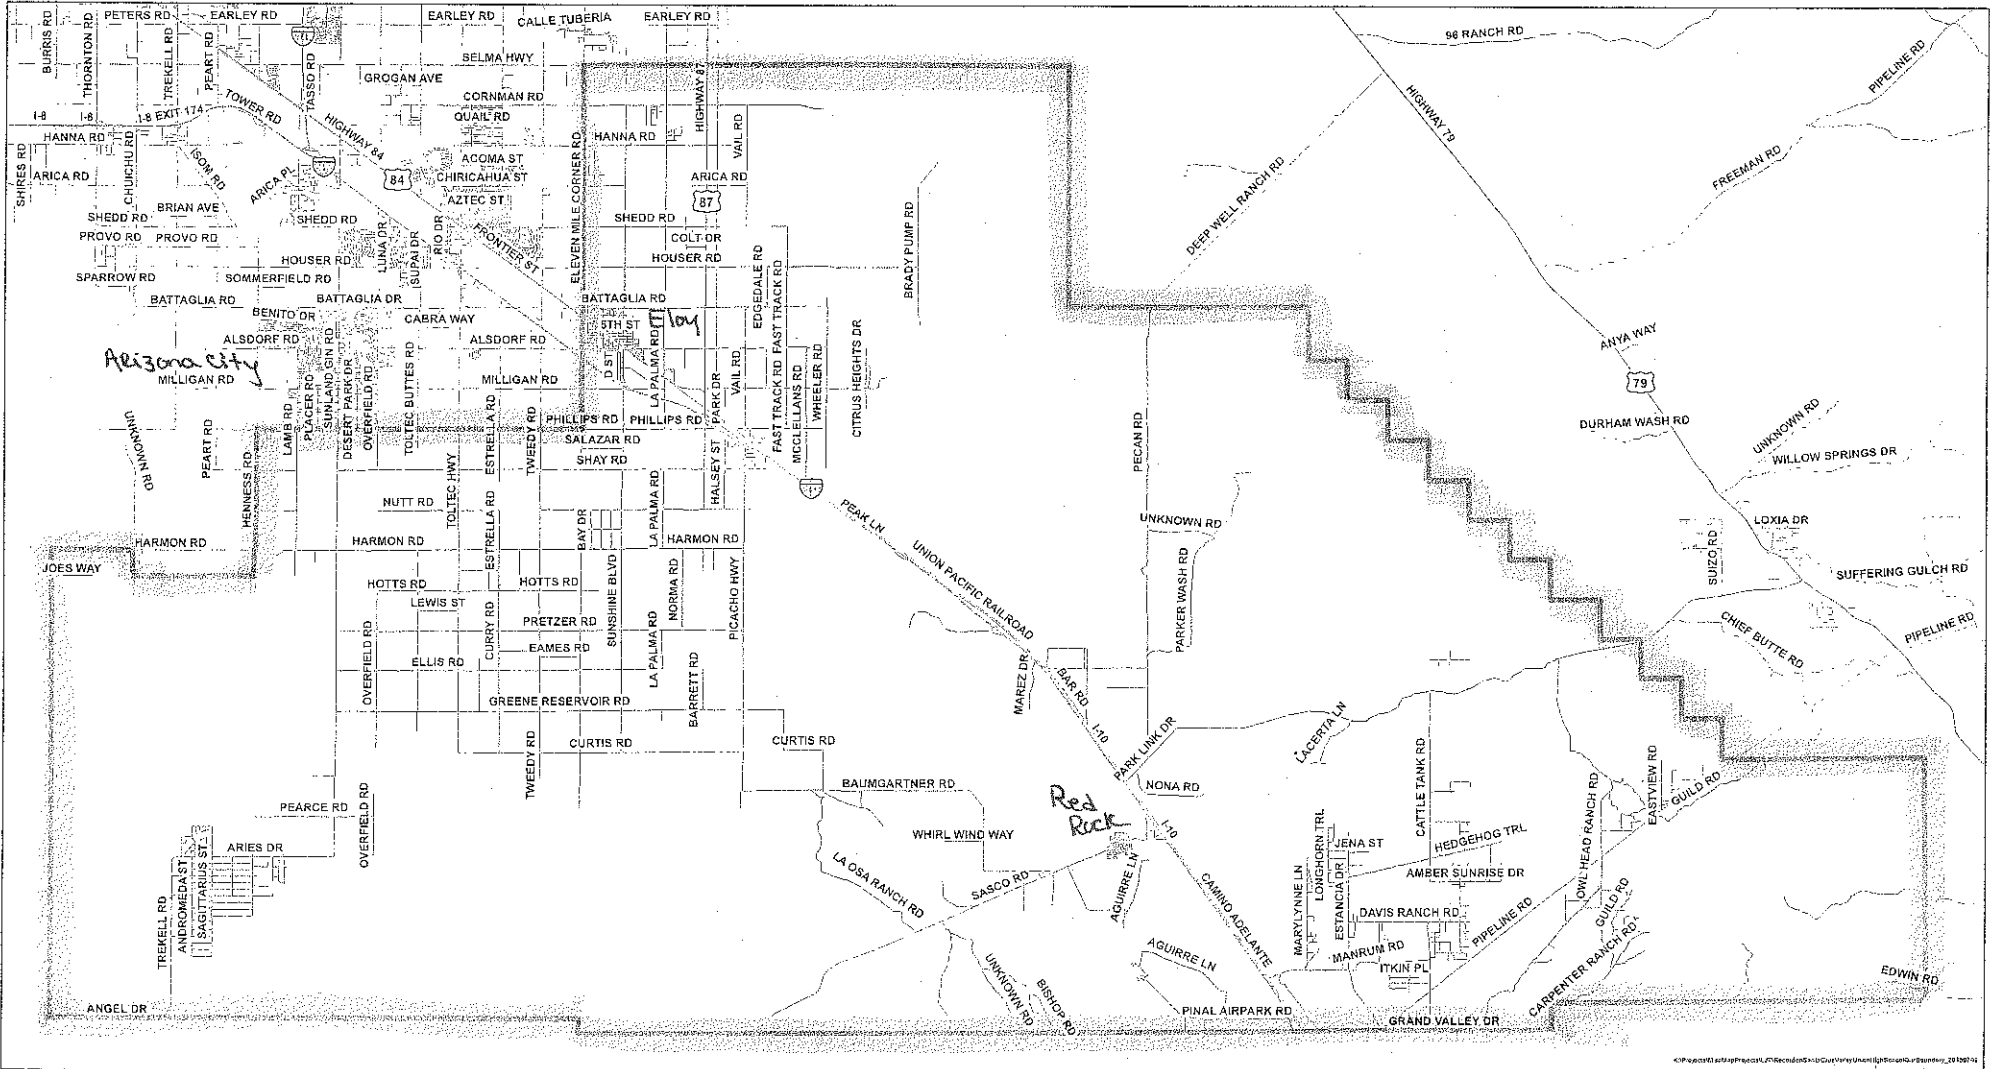 PETERS RD
EARLEY RD
EARLEY RD
CALLE TUBERIA
EARLEY RD
BURRIS RD
THORNTON RD
TREKELL RD
PEART RD
TASSO RD
SELMA HWY
GROGAN AVE
CORNMAN RD
QUAIL RD
HIGHWAY 87
96 RANCH RD
PIPELINE RD
HIGHWAY 79
TOWER RD
HIGHWAY 84
I-8
I-8
I-8 EXIT 174
HANNA RD
HANNA RD
VAIL RD
SHIRES RD
CHUICHU RD
ISOM RD
ARICA PL
ARICA RD
84
ACOMA ST
CHIRICAHUA ST
AZTEC ST
ELEVEN MILE CORNER RD
ARICA RD
87
FREEMAN RD
DEEP WELL RANCH RD
BRIAN AVE
SHEDD RD
SHEDD RD
SHEDD RD
PROVO RD
PROVO RD
LUNA DR
SUPAI DR
RIO DR
FRONTIER ST
COLT DR
HOUSER RD
HOUSER RD
BRADY PUMP RD
SPARROW RD
SOMMERFIELD RD
EDGEDALE RD
FAST TRACK RD
BATTAGLIA RD
BATTAGLIA DR
BATTAGLIA RD
BENITO DR
CABRA WAY
5TH ST
Eloy
ALSDORF RD
ALSDORF RD
D ST
LA PALMA RD
Arizona City
MILLIGAN RD
MILLIGAN RD
LAMB RD
PLACER RD
SUNLAND GIN RD
DESERT PARK DR
OVERFIELD RD
TOLTEC BUTTES RD
ESTRELLA RD
TWEEDY RD
PARK DR
VAIL RD
FAST TRACK RD
MCCLELLANS RD
WHEELER RD
CITRUS HEIGHTS DR
ANYA WAY
79
DURHAM WASH RD
UNKNOWN RD
WILLOW SPRINGS DR
UNKNOWN RD
PEART RD
HENNESS RD
PHILLIPS RD
PHILLIPS RD
SALAZAR RD
SHAY RD
PECAN RD
TOLTEC HWY
ESTRELLA RD
NUTT RD
BAY DR
LA PALMA RD
HALSEY ST
PEAK LN
UNKNOWN RD
LOXIA DR
SUIZO RD
HARMON RD
HARMON RD
HARMON RD
JOES WAY
UNION PACIFIC RAILROAD
PARKER WASH RD
SUFFERING GULCH RD
HOTTS RD
HOTTS RD
LEWIS ST
CURRY RD
PRETZER RD
SUNSHINE BLVD
NORMA RD
PICACHO HWY
CHIEF BUTTE RD
PIPELINE RD
OVERFIELD RD
ELLIS RD
EAMES RD
LA PALMA RD
BARRETT RD
MAREZ DR
BAR RD
I-10
GREENE RESERVOIR RD
PARK LINK DR
LACERTA LN
CURTIS RD
CURTIS RD
TWEEDY RD
CATTLE TANK RD
EASTVIEW RD
GUILD RD
OVERFIELD RD
PEARCE RD
BAUMGARTNER RD
NONA RD
Red
Rock
I-10
OWL HEAD RANCH RD
WHIRL WIND WAY
HEDGEHOG TRL
JENA ST
ARIES DR
LA OSA RANCH RD
SASCO RD
AGUIRRE LN
LONGHORN TRL
AMBER SUNRISE DR
TREKELL RD
ANDROMEDA ST
SAGITTARIUS ST
CAMINO ADELANTE
MARYLYNNE LN
ESTANCIA DR
DAVIS RANCH RD
PIPELINE RD
GUILD RD
MANRUM RD
ITKIN PL
AGUIRRE LN
UNKNOWN RD
BISHOP RD
CARPENTER RANCH RD
EDWIN RD
ANGEL DR
PINAL AIRPARK RD
GRAND VALLEY DR